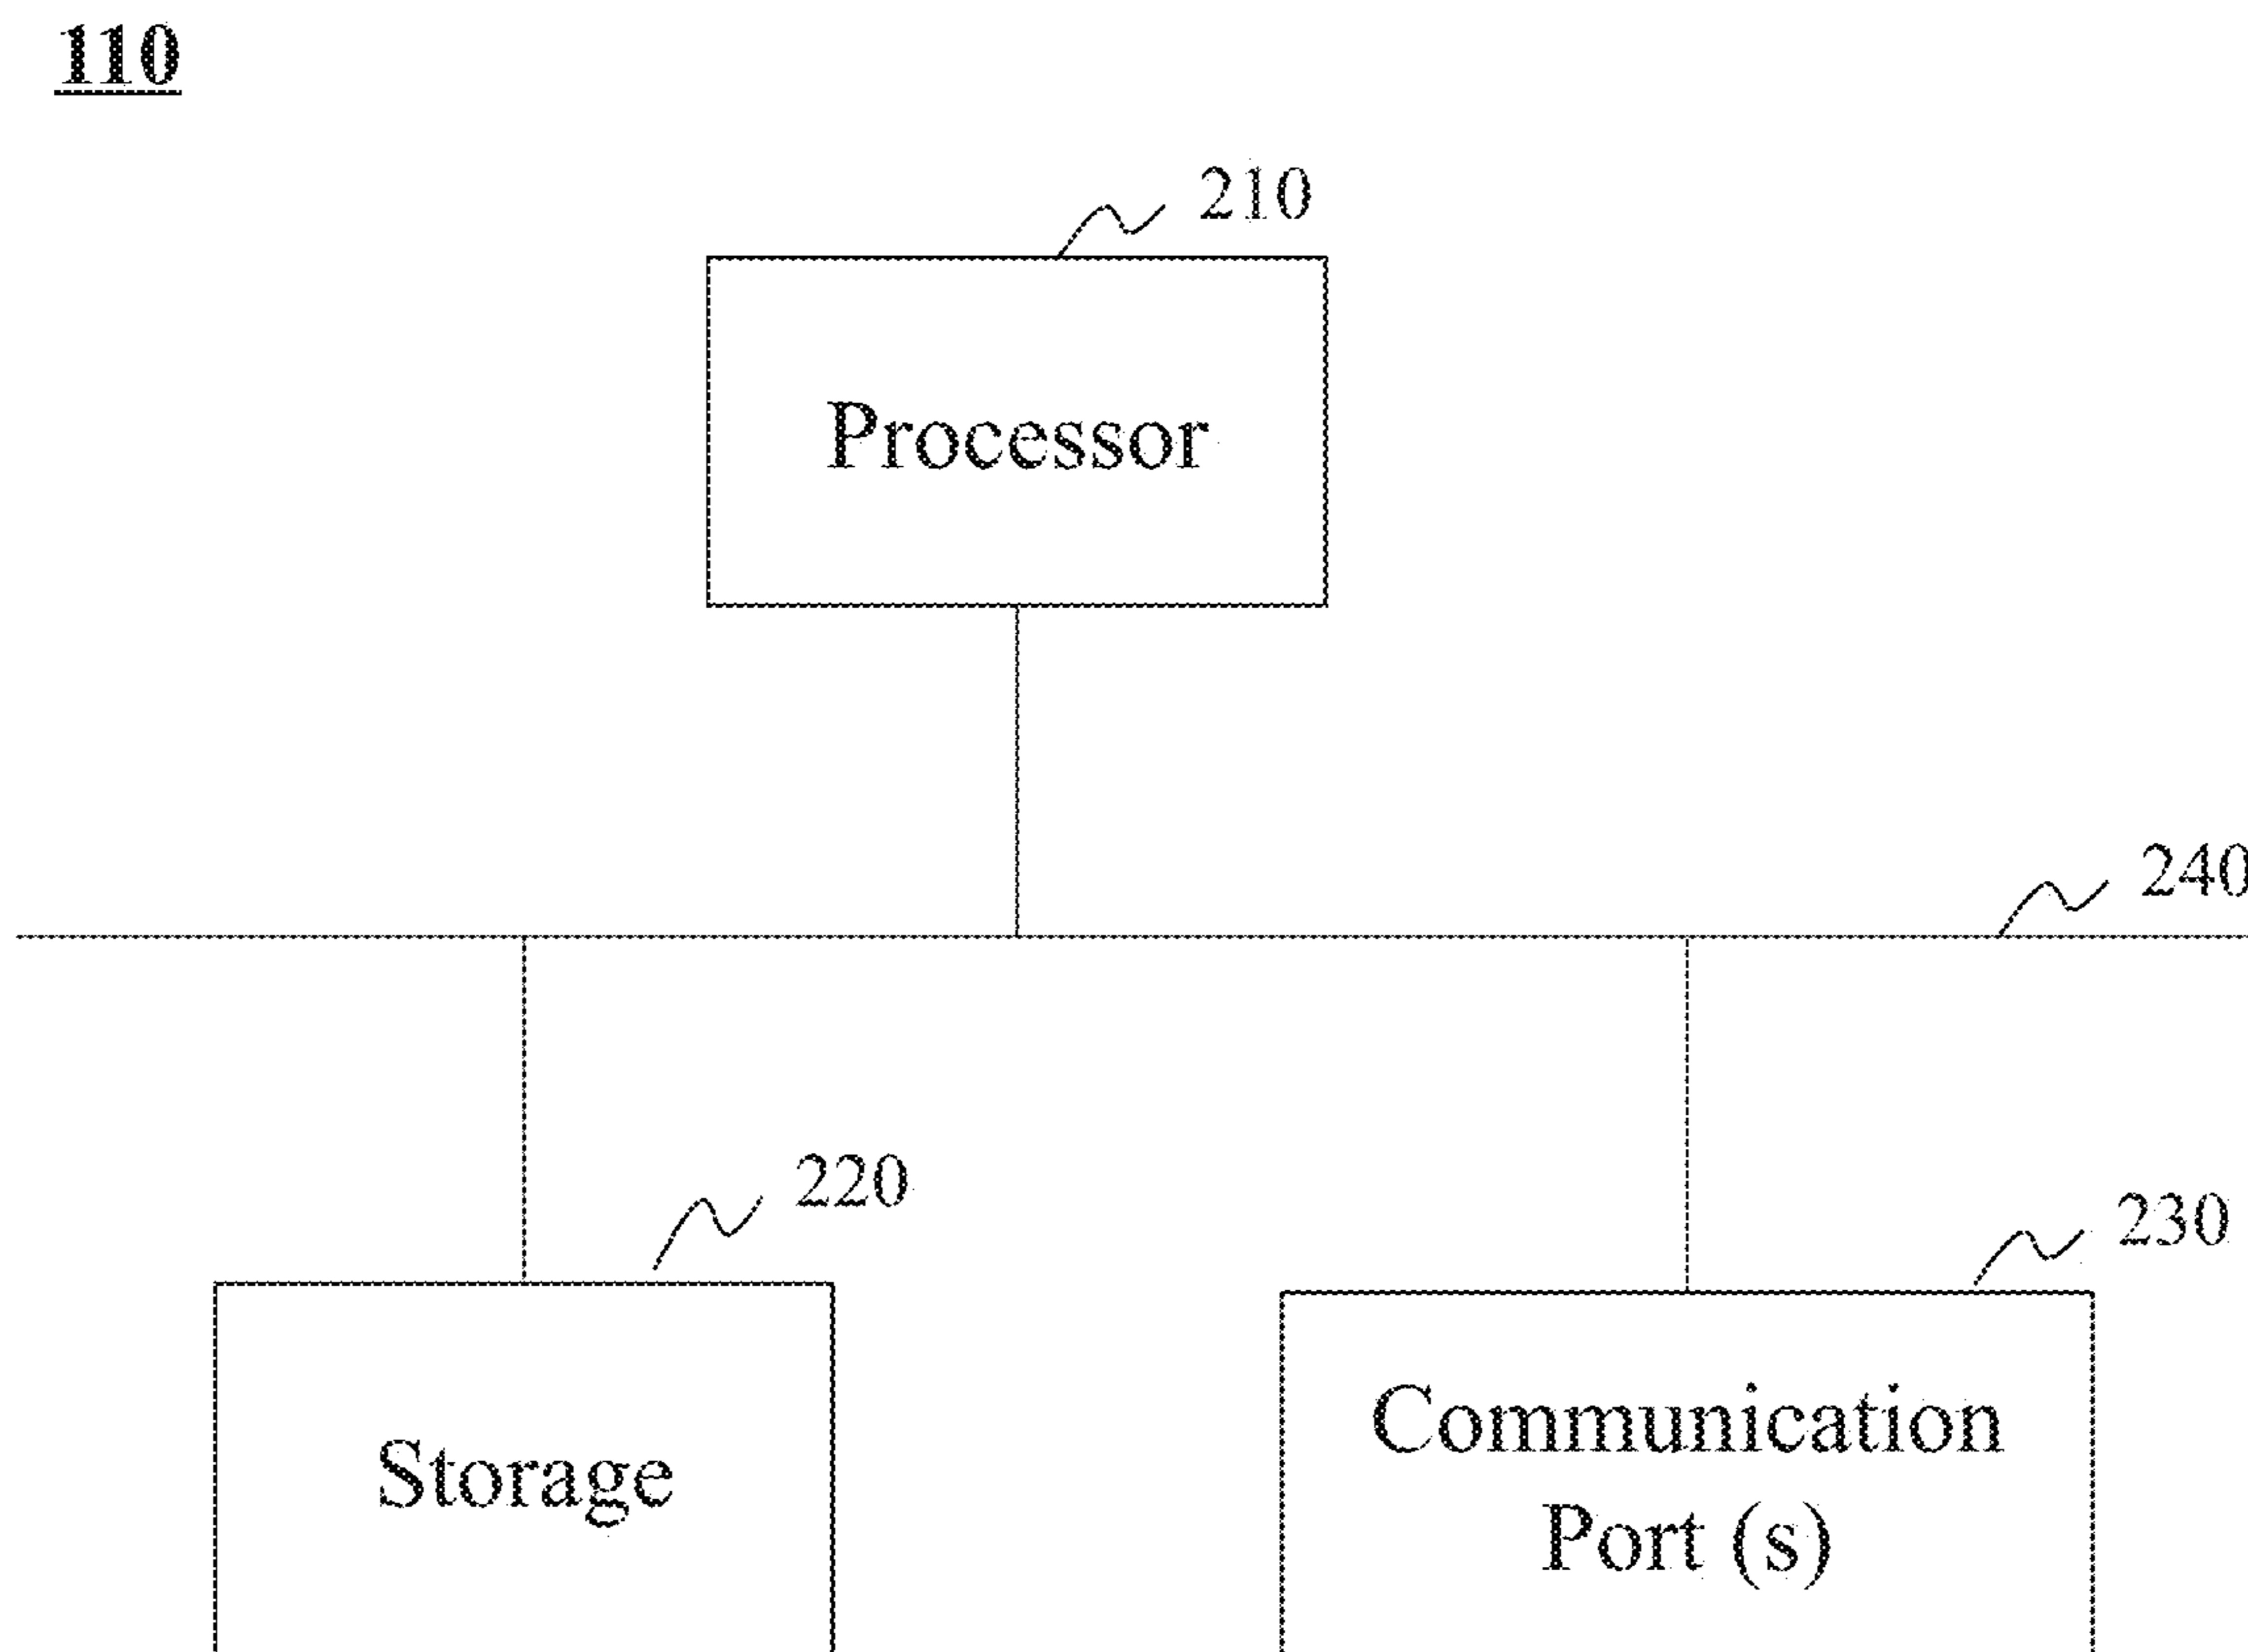 110
210
Processor
240
220
230
Storage
Communication
Port (s)